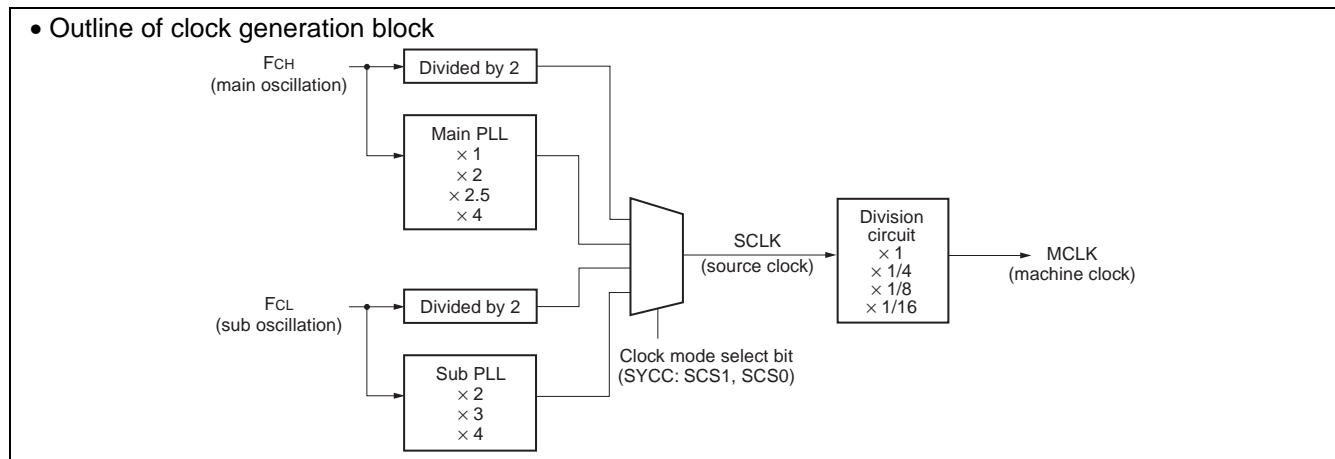 • Outline of clock generation block
FCH
(main oscillation)
Divided by 2
Main PLL
× 1
× 2
× 2.5
× 4
FCL
(sub oscillation)
Divided by 2
Sub PLL
× 2
× 3
× 4
Clock mode select bit
(SYCC: SCS1, SCS0)
SCLK
(source clock)
Division
circuit
× 1
× 1/4
× 1/8
× 1/16
MCLK
(machine clock)